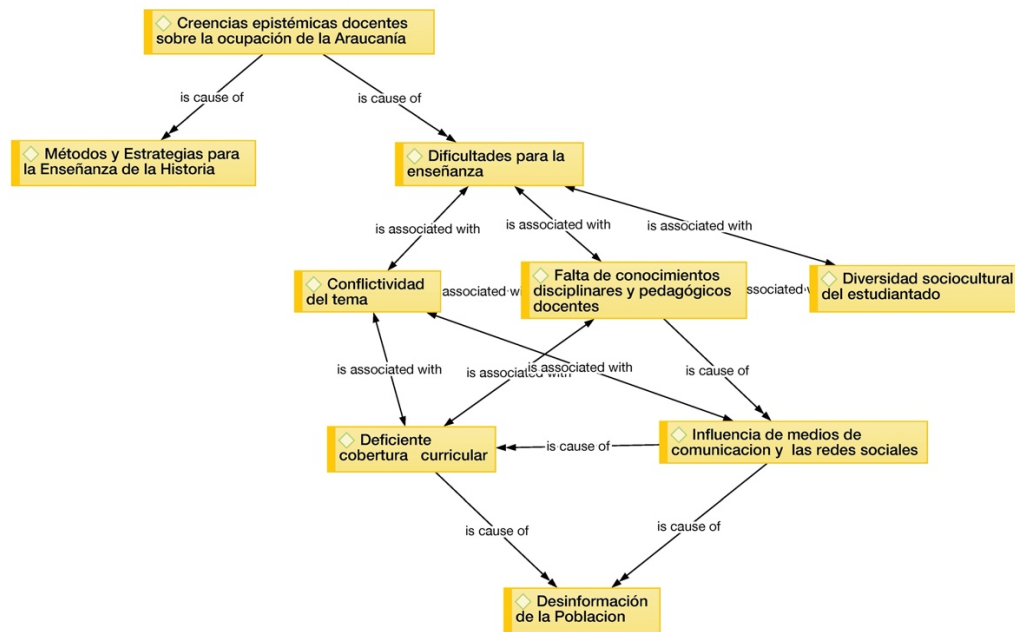 Creencias epistémicas docentes
sobre la ocupación de la Araucanía
is cause of
is cause of
Métodos y Estrategias para
la Enseñanza de la Historia
Dificultades para la
enseñanza
is associated with
is associated with
is associated with
Conflictividad
del tema
associated
Falta de conocimientos
disciplinares y pedagógicos
docentes
Diversidad sociocultural
del estudiantado
is associated with
is associated with
is associated with
is cause of
Deficiente
cobertura curricular
is cause of
Influencia de medios de
comunicacion y las redes sociales
is cause of
is cause of
Desinformación
de la Poblacion